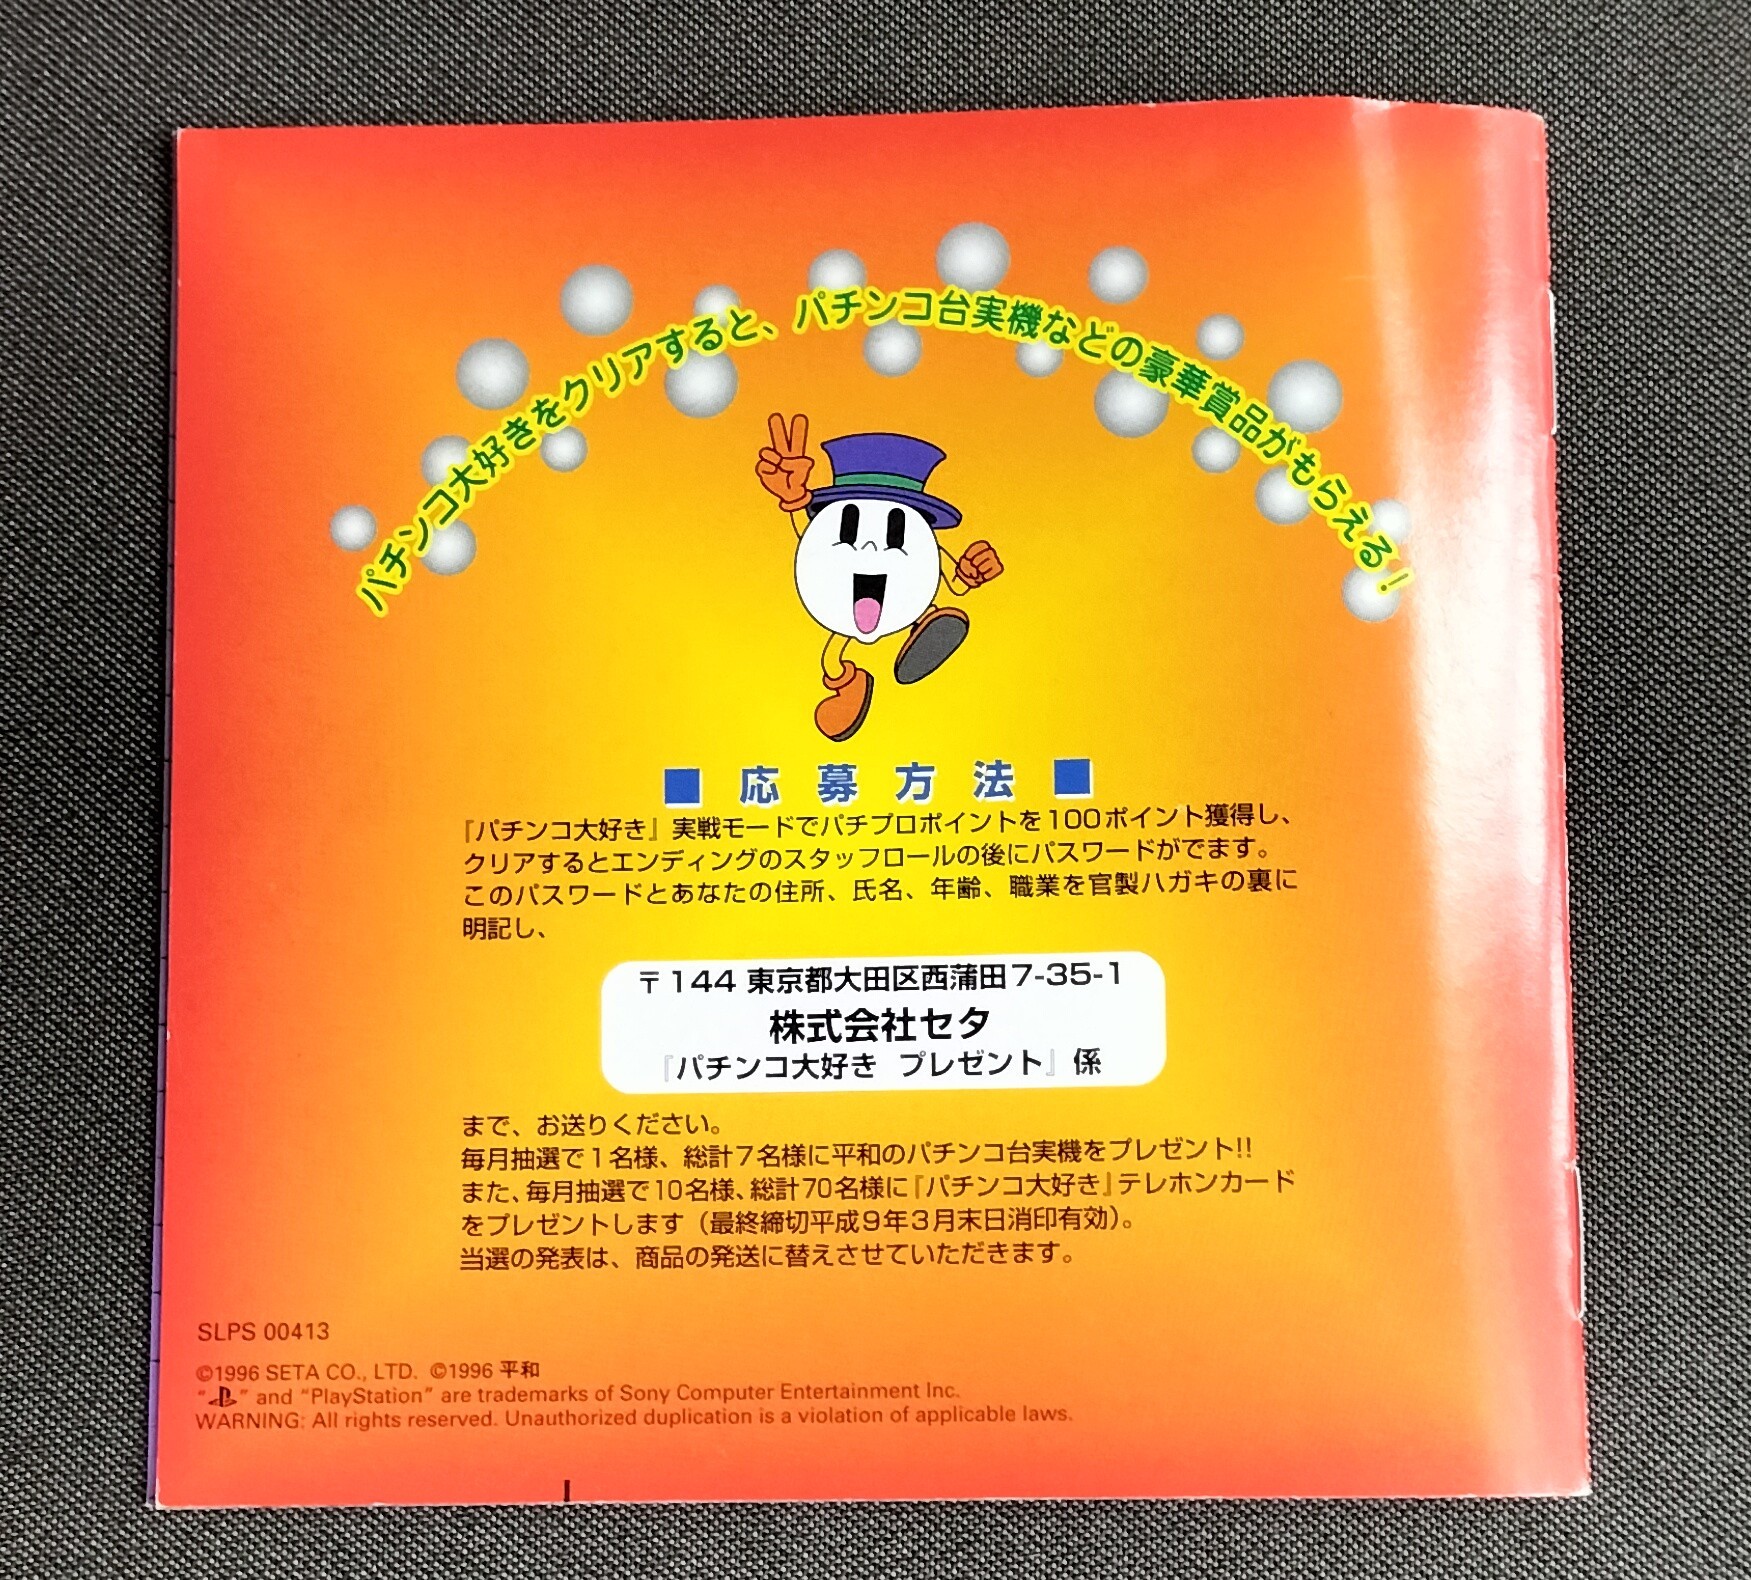 パチンコ大好きをクリアすると、パチンコ台実機などの豪華賞品がもらえる!
■ 応募方法 ■
『パチンコ大好き』実戦モードでパチプロポイントを100ポイント獲得し、
クリアするとエンディングのスタッフロールの後にパスワードがでます。
このパスワードとあなたの住所、氏名、年齢、職業を官製ハガキの裏に
明記し、
〒144 東京都大田区西蒲田7-35-1
株式会社セタ
『パチンコ大好き プレゼント』係
まで、お送りください。
毎月抽選で1名様、総計7名様に平和のパチンコ台実機をプレゼント!!
また、毎月抽選で10名様、総計70名様に『パチンコ大好き』テレホンカード
をプレゼントします（最終締切平成9年3月末日消印有効）。
当選の発表は、商品の発送に替えさせていただきます。
SLPS 00413
©1996 SETA CO., LTD. ©1996 平和
" " and "PlayStation" are trademarks of Sony Computer Entertainment Inc.
WARNING: All rights reserved. Unauthorized duplication is a violation of applicable laws.